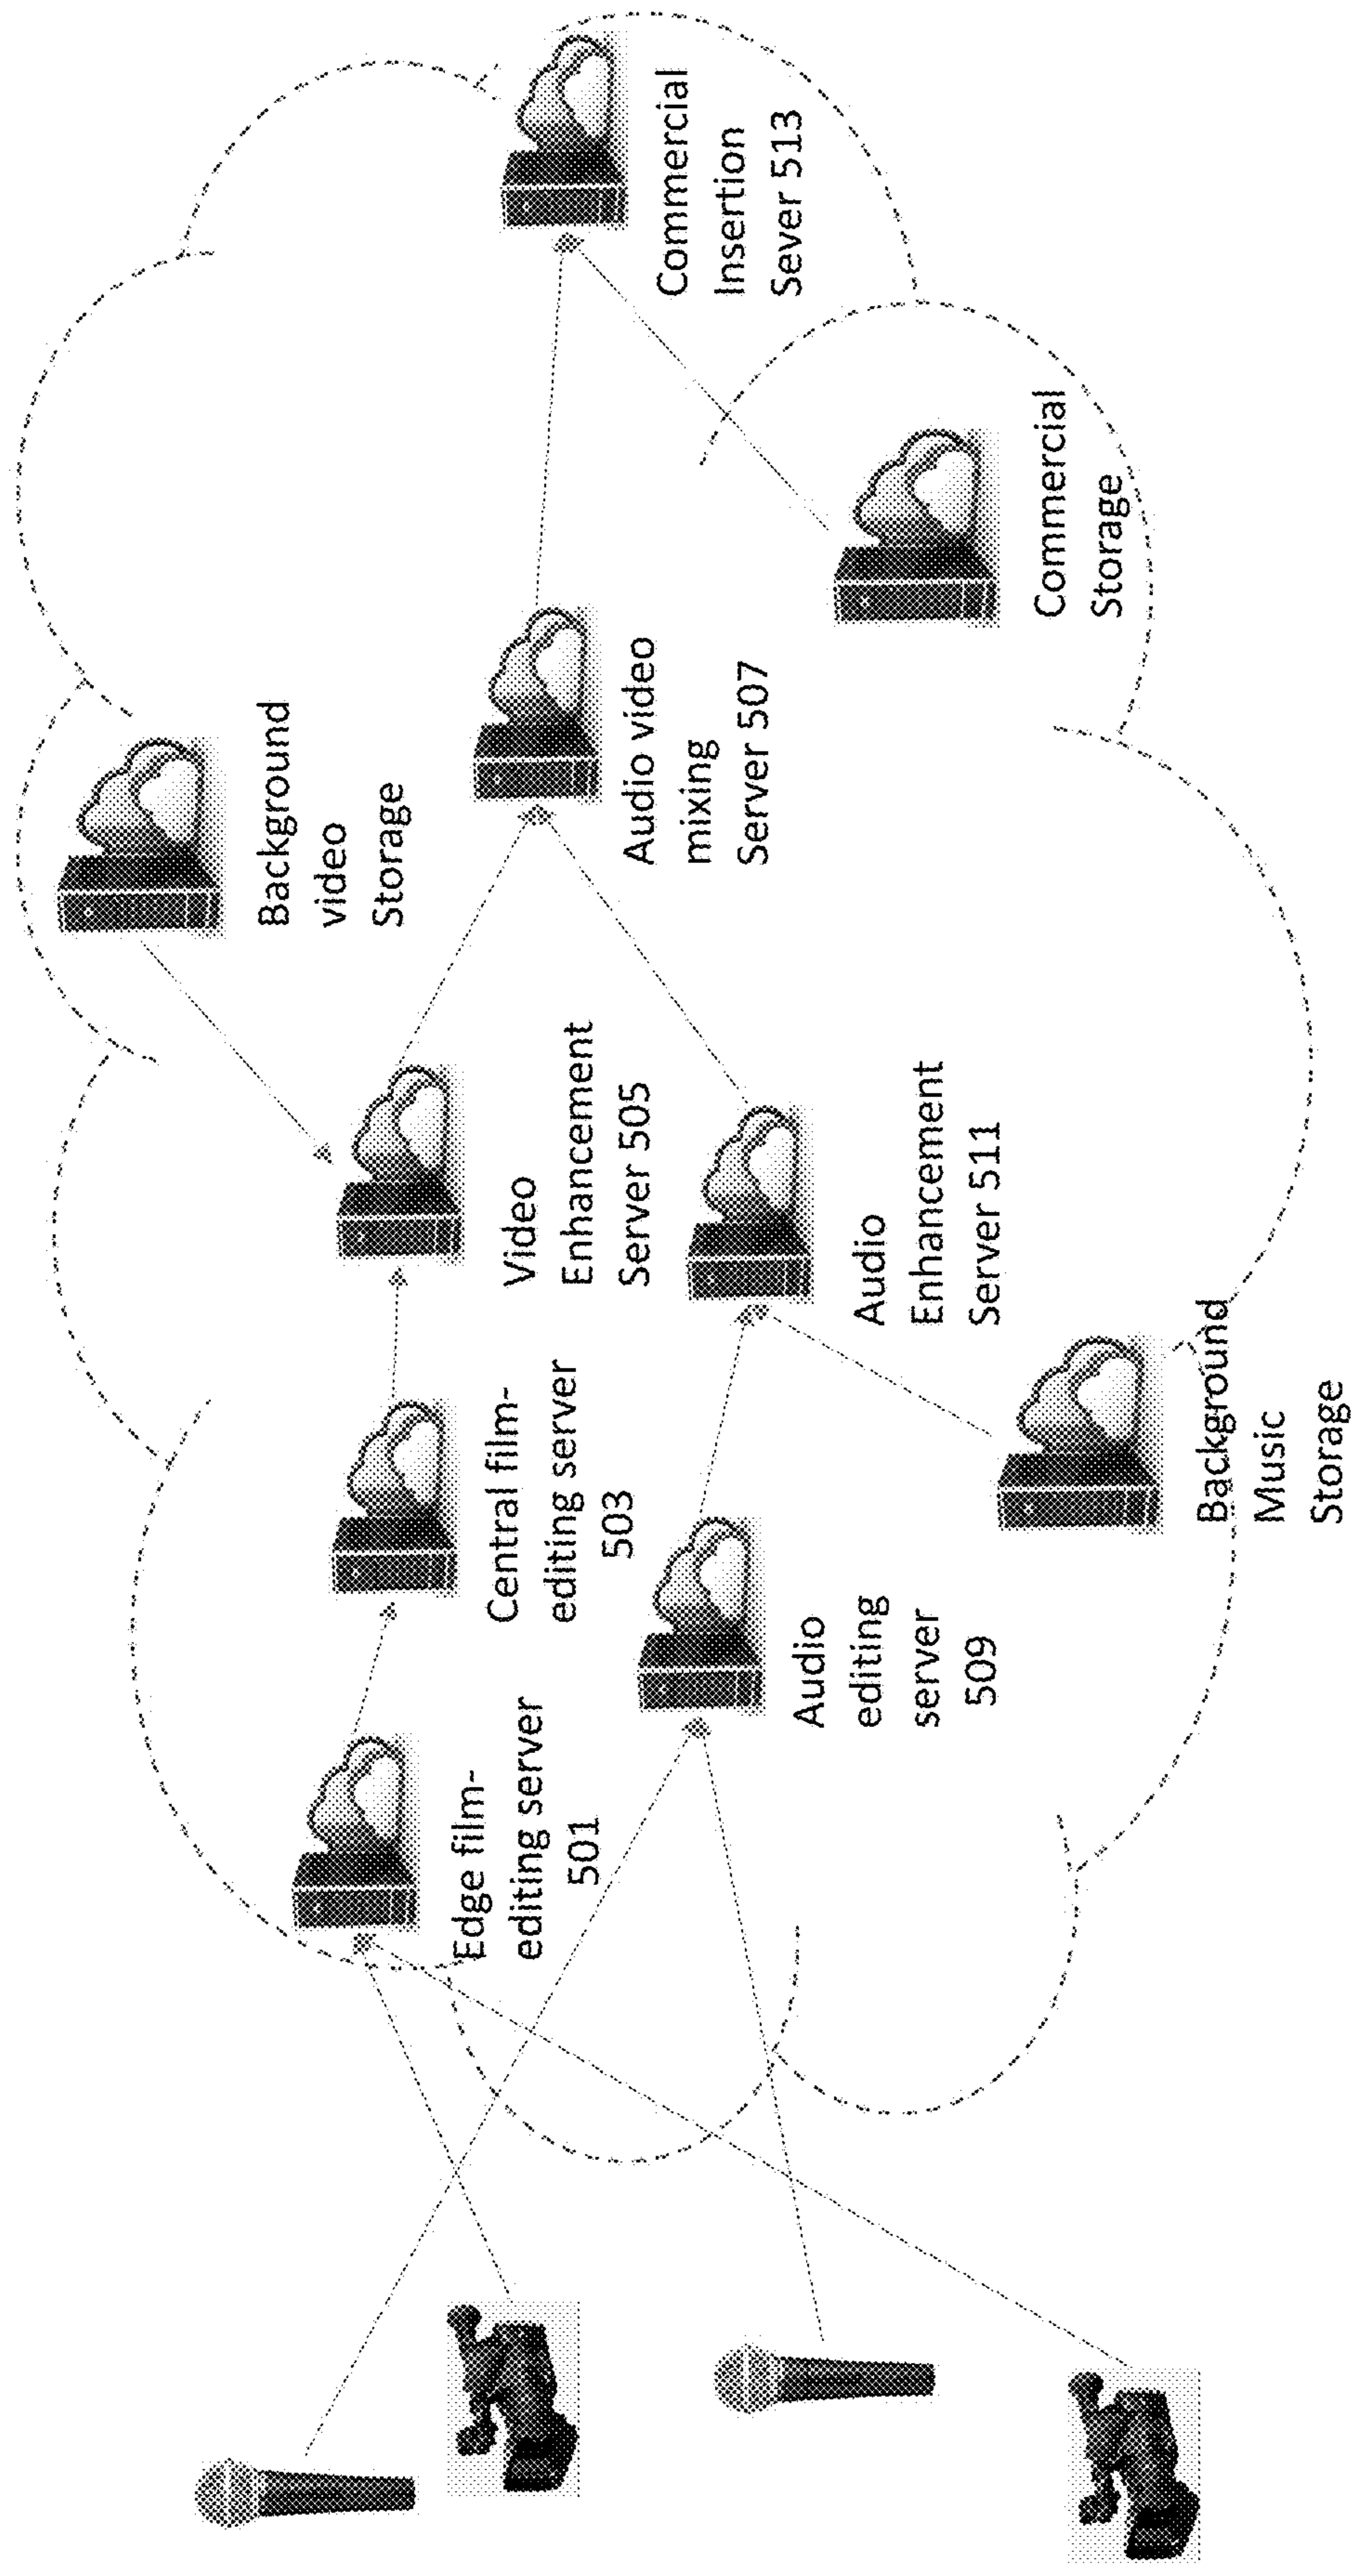 Background
video
Storage
Edge film-
editing server
501
Central film-
editing server
503
Video
Enhancement
Server 505
Audio video
mixing
Server 507
Commercial
Insertion
Sever 513
Audio
editing
server
509
Audio
Enhancement
Server 511
Commercial
Storage
Background
Music
Storage